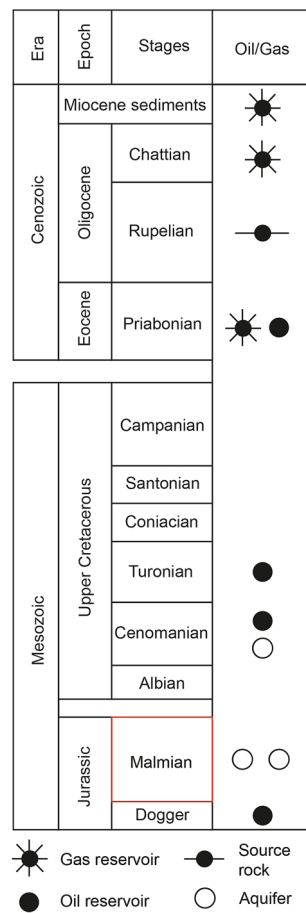 Era
Epoch
Stages
Oil/Gas
Cenozoic
Miocene sediments
Oligocene
Chattian
Rupelian
Eocene
Priabonian
Mesozoic
Upper Cretacerous
Campanian
Santonian
Coniacian
Turonian
Cenomanian
Albian
Jurassic
Malmian
Dogger
Gas reservoir
Source
rock
Oil reservoir
Aquifer